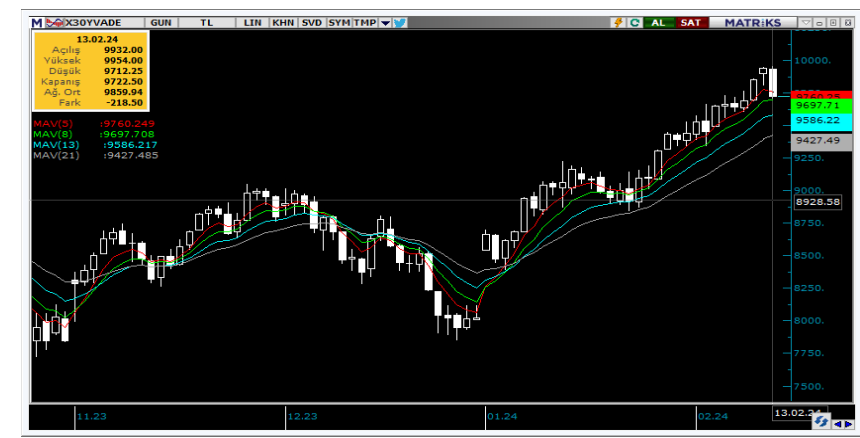 M X30YVADE GUN TL LIN KHN SVD SYM TMP AL SAT MATRİKS
13.02.24
Açılış 9932.00
Yüksek 9954.00
Düşük 9712.25
Kapanış 9722.50
Ağ. Ort 9859.94
Fark -218.50
MAV(5) :9760.249
MAV(8) :9697.708
MAV(13) :9586.217
MAV(21) :9427.485
10000.
9760.25
9697.71
9586.22
9427.49
9250.
9000.
8928.58
8750.
8500.
8250.
8000.
7750.
7500.
11.23 12.23 01.24 02.24 13.02.24